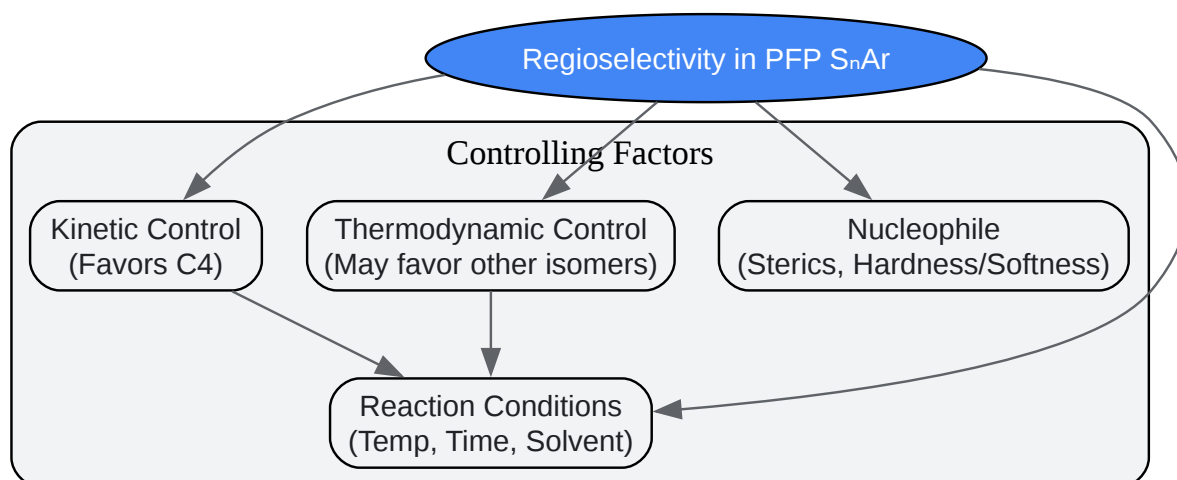 Regioselectivity in PFP SₙAr
Controlling Factors
Kinetic Control
(Favors C4)
Thermodynamic Control
(May favor other isomers)
Nucleophile
(Sterics, Hardness/Softness)
Reaction Conditions
(Temp, Time, Solvent)